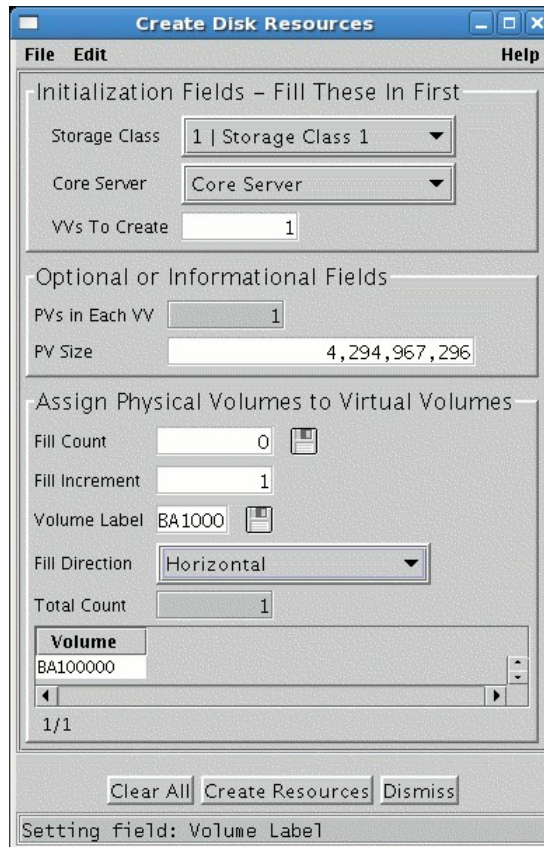 Create Disk Resources
File Edit Help
Initialization Fields - Fill These In First
Storage Class 1 | Storage Class 1
Core Server Core Server
VVs To Create 1
Optional or Informational Fields
PVs in Each VV 1
PV Size 4,294,967,296
Assign Physical Volumes to Virtual Volumes
Fill Count 0
Fill Increment 1
Volume Label BA1000
Fill Direction Horizontal
Total Count 1
Volume
BA100000
1/1
Clear All Create Resources Dismiss
Setting field: Volume Label